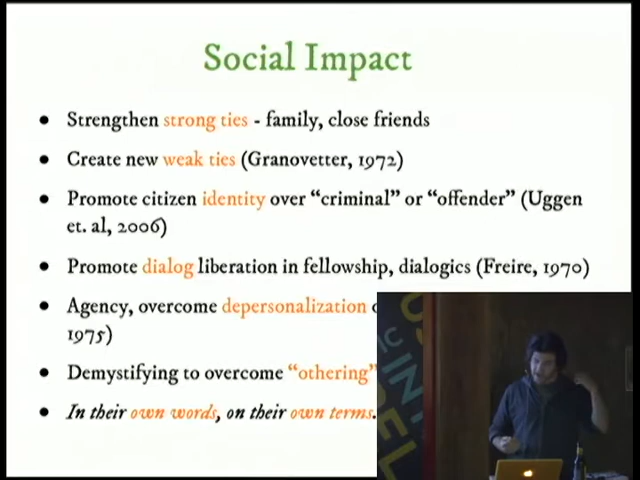 Social Impact
Strengthen strong ties - family, close friends
Create new weak ties (Granovetter, 1972)
Promote citizen identity over “criminal” or “offender” (Uggen
et. al, 2006)
Promote dialog liberation in fellowship, dialogics (Freire, 1970)
Agency, overcome depersonalization
1975)
Demystifying to overcome “othering”
In their own words, on their own terms.